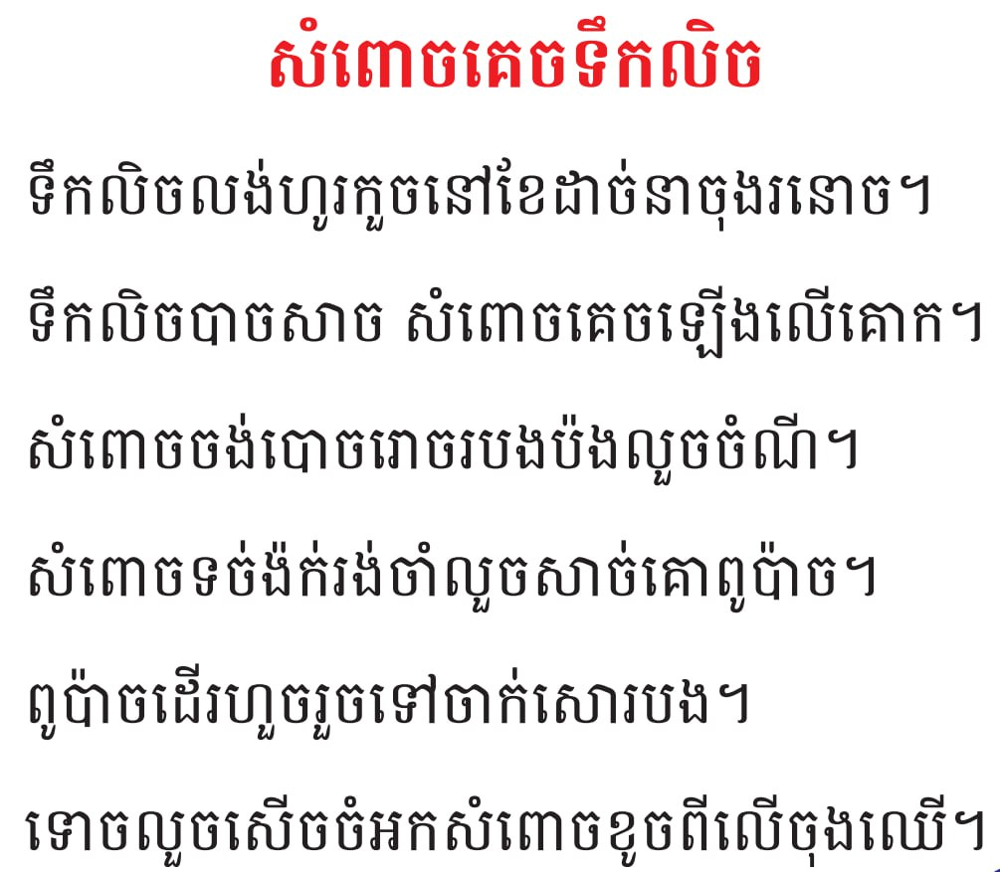 សំពោចគេចទឹកលិច
ទឹកលិចលង់ហូរកួចនៅខែដាច់នាចុងរនោច។
ទឹកលិចបាចសាច សំពោចគេចឡើងលើគោក។
សំពោចចង់បោចរោចរបងប៉ងលួចចំណី។
សំពោចទច់ង៉ក់រង់ចាំលួចសាច់គោពូប៉ាច។
ពូប៉ាចដើរហួចរួចទៅចាក់សោរបង។
ទោចលួចសើចចំអកសំពោចខូចពីលើចុងឈើ។